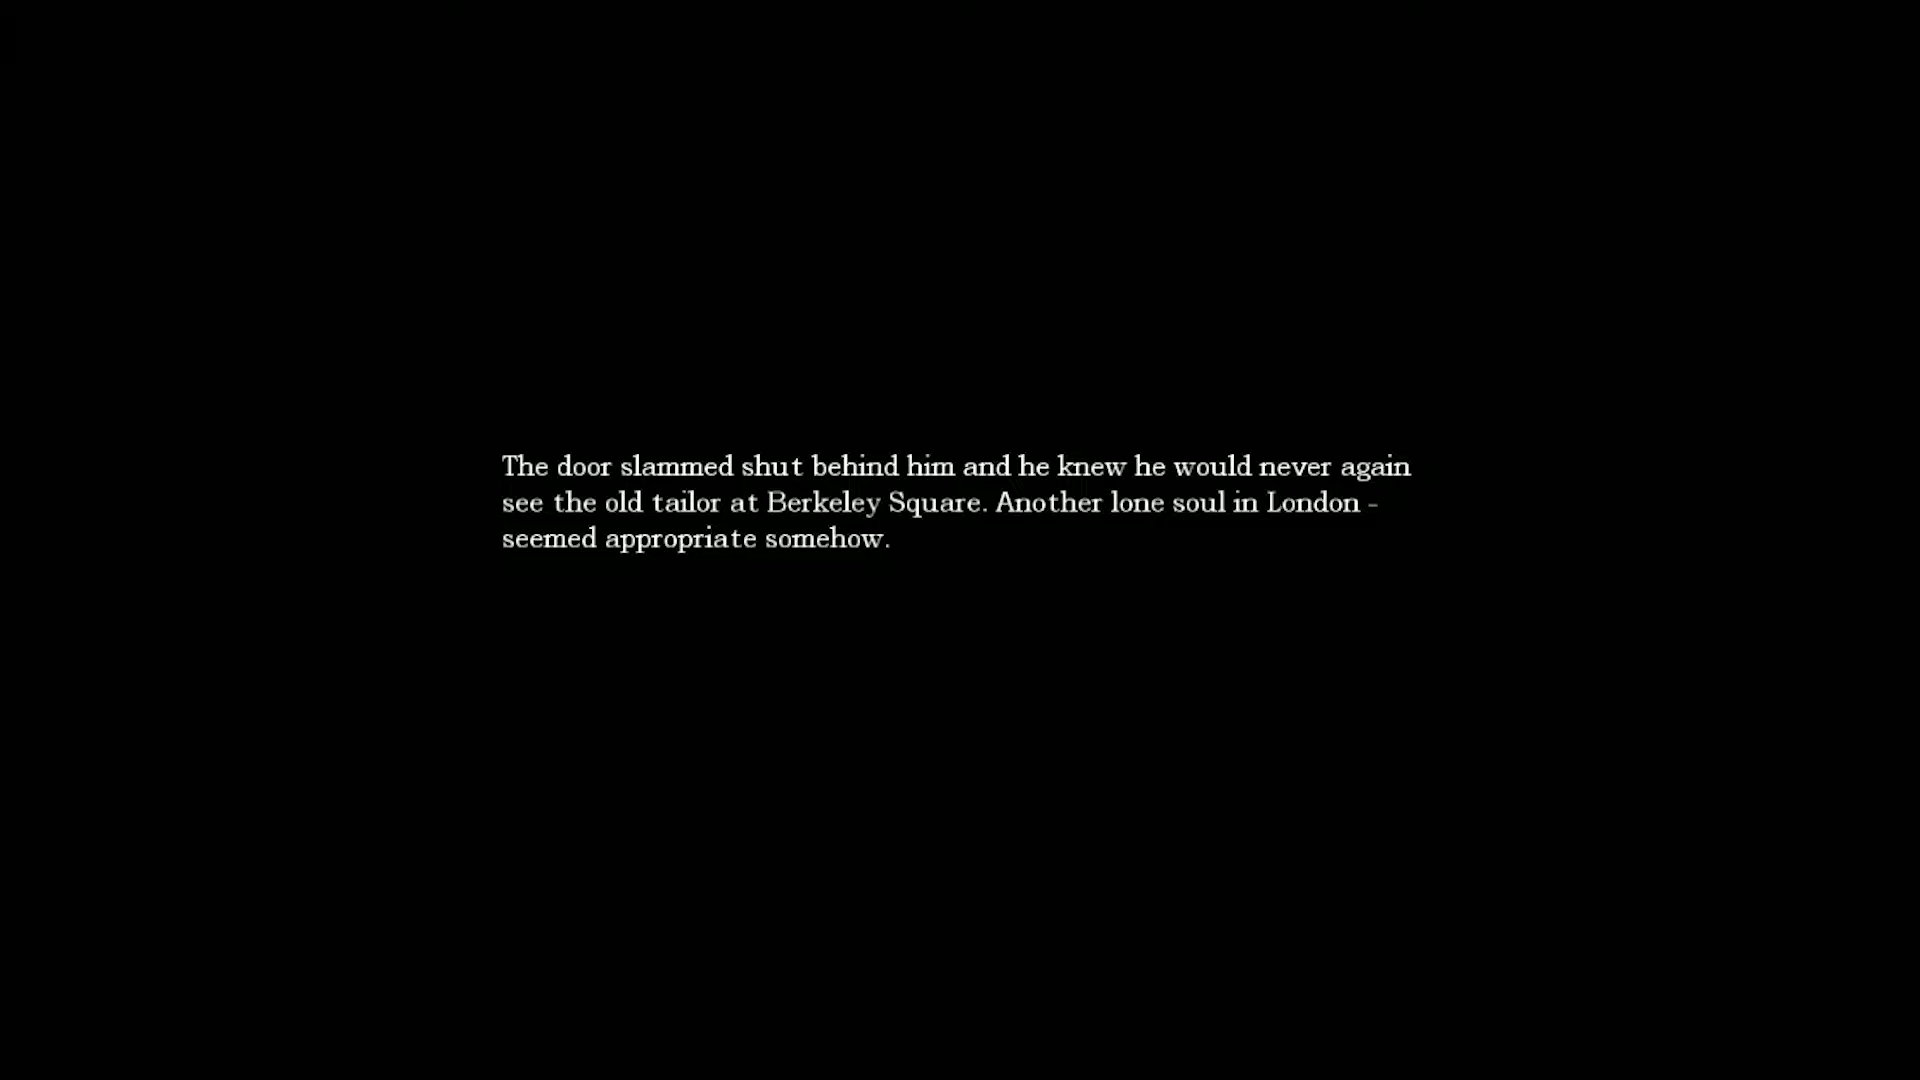 The door slammed shut behind him and he knew he would never again
see the old tailor at Berkeley Square. Another lone soul in London -
seemed appropriate somehow.